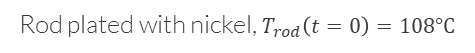 Rod plated with nickel, T_rod(t = 0) = 108°C